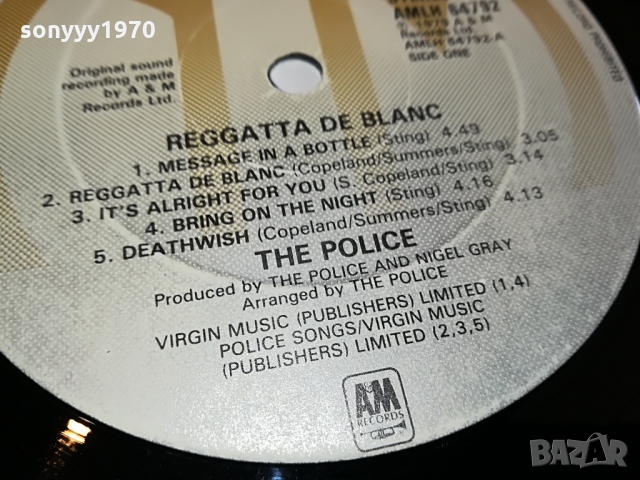 sonyyy1970
AMLH 64792
℗ 1979 A & M
Records Ltd.
AMLH 64792-A
SIDE ONE
Original sound
recording made
by A & M
Records Ltd.
REGGATTA DE BLANC
1. MESSAGE IN A BOTTLE (Sting) 4.49
2. REGGATTA DE BLANC (Copeland/Summers/Sting) 3.05
3. IT'S ALRIGHT FOR YOU (S. Copeland/Sting) 3.14
4. BRING ON THE NIGHT (Sting) 4.16
5. DEATHWISH (Copeland/Summers/Sting) 4.13
THE POLICE
Produced by THE POLICE AND NIGEL GRAY
Arranged by THE POLICE
VIRGIN MUSIC (PUBLISHERS) LIMITED (1,4)
POLICE SONGS/VIRGIN MUSIC
(PUBLISHERS) LIMITED (2,3,5)
AM
RECORDS
BAZAR